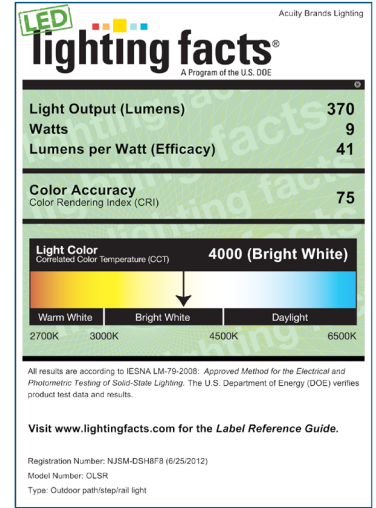 Acuity Brands Lighting
LED
lighting facts®
A Program of the U.S. DOE
Light Output (Lumens) 370
Watts 9
Lumens per Watt (Efficacy) 41
Color Accuracy
Color Rendering Index (CRI) 75
Light Color
Correlated Color Temperature (CCT) 4000 (Bright White)
Warm White Bright White Daylight
2700K 3000K 4500K 6500K
All results are according to IESNA LM-79-2008: Approved Method for the Electrical and
Photometric Testing of Solid-State Lighting. The U.S. Department of Energy (DOE) verifies
product test data and results.
Visit www.lightingfacts.com for the Label Reference Guide.
Registration Number: NJSM-DSH8F8 (6/25/2012)
Model Number: OLSR
Type: Outdoor path/step/rail light